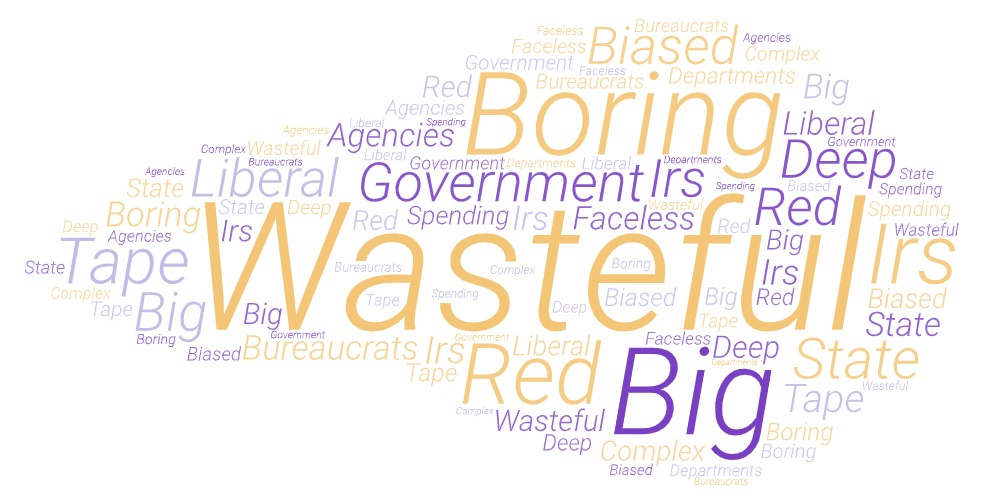 Faceless
Bureaucrats
Faceless
Biased
Agencies
Complex
Government
Faceless
Bureaucrats
Departments
Red
Boring
Big
Agencies
Liberal
Spending
Agencies
Agencies
Liberal
Government
Complex
Wasteful
Liberal
Deep
Bureaucrats
Government
Departments
Liberal
Departments
Agencies
Liberal
Government
Irs
State
State
Spending
Biased
Spending
Boring
State
Deep
Red
Spending
Irs
Faceless
Wasteful
Red
Red
Spending
Deep
Agencies
Irs
Wasteful
Wasteful
Big
Irs
State
Tape
Bureaucrats
Complex
Boring
Irs
Complex
Tape
Big
Tape
Spending
Deep
Biased
Big
Red
Biased
Big
Tape
State
Boring
Government
Biased
Bureaucrats
Irs
Government
Liberal
Faceless
Deep
Departments
State
Tape
Red
Big
Tape
Wasteful
Complex
Wasteful
Deep
Complex
Boring
Boring
Biased
Departments
Bureaucrats